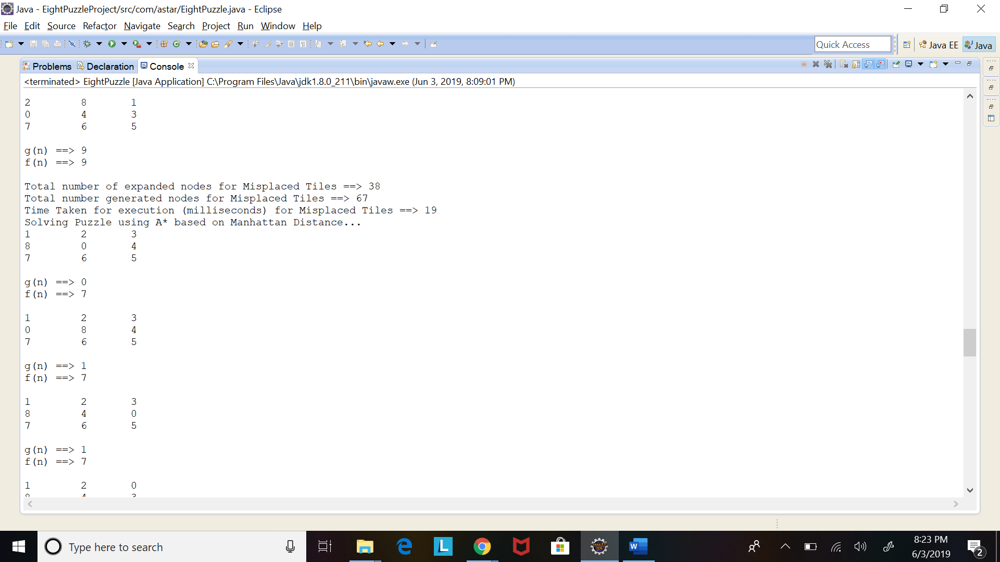 Java - EightPuzzleProject/src/com/astar/EightPuzzle.java - Eclipse
File Edit Source Refactor Navigate Search Project Run Window Help
Quick Access
Java EE
Java
Problems Declaration Console
<terminated> EightPuzzle [Java Application] C:\Program Files\Java\jdk1.8.0_211\bin\javaw.exe (Jun 3, 2019, 8:09:01 PM)
2 8 1
0 4 3
7 6 5
g(n) ==> 9
f(n) ==> 9
Total number of expanded nodes for Misplaced Tiles ==> 38
Total number generated nodes for Misplaced Tiles ==> 67
Time Taken for execution (milliseconds) for Misplaced Tiles ==> 19
Solving Puzzle using A* based on Manhattan Distance...
1 2 3
8 0 4
7 6 5
g(n) ==> 0
f(n) ==> 7
1 2 3
0 8 4
7 6 5
g(n) ==> 1
f(n) ==> 7
1 2 3
8 4 0
7 6 5
g(n) ==> 1
f(n) ==> 7
1 2 0
8 4 3
Type here to search
8:23 PM
6/3/2019
2